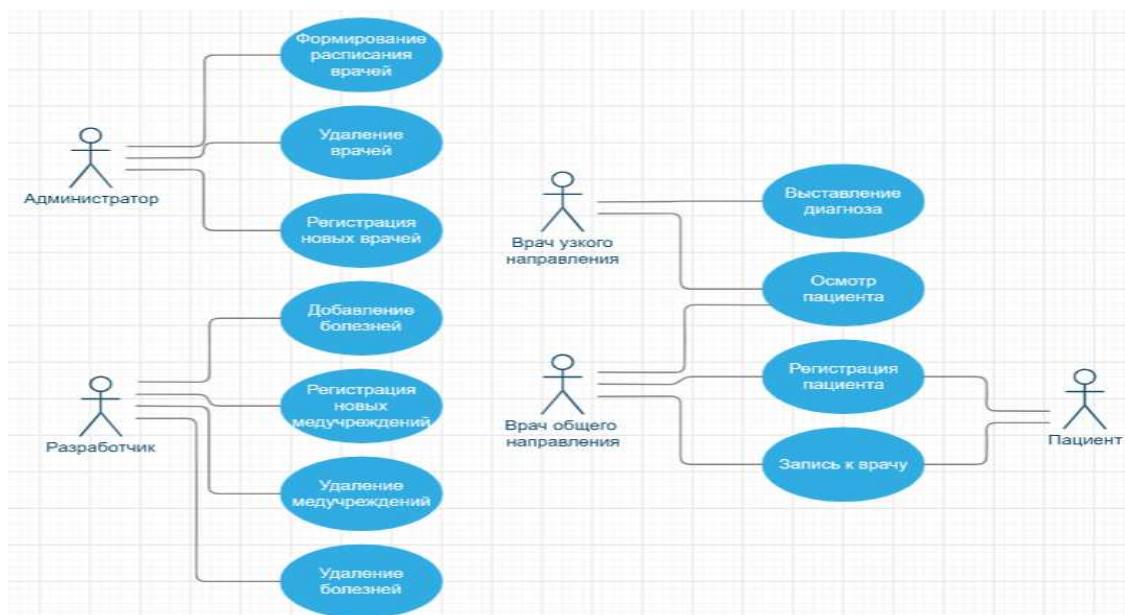 Формирование
расписания
врачей
Удаление
врачей
Администратор
Регистрация
новых врачей
Добавление
болезней
Регистрация
новых
медучреждений
Разработчик
Удаление
медучреждений
Удаление
болезней
Выставление
диагноза
Врач узкого
направления
Осмотр
пациента
Регистрация
пациента
Врач общего
направления
Запись к врачу
Пациент